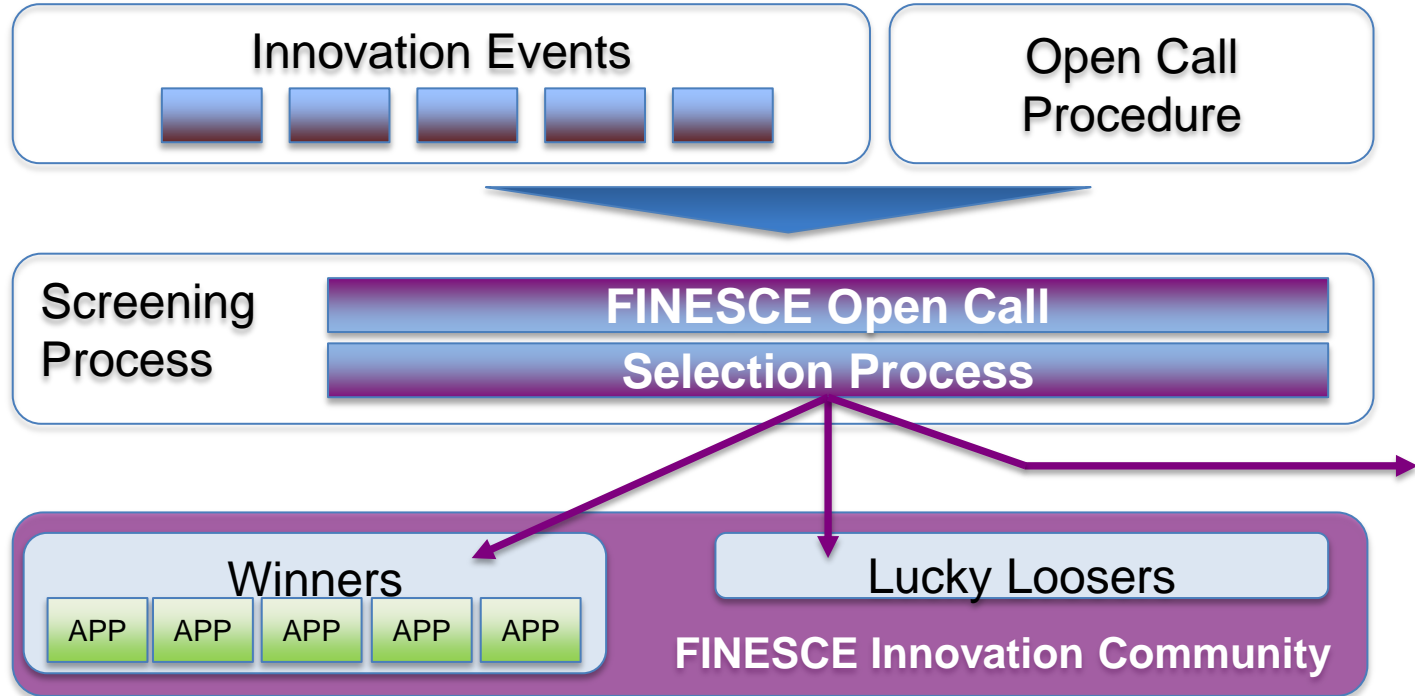 Innovation Events
Open Call
Procedure
Screening
Process
FINESCE Open Call
Selection Process
Winners
APP
APP
APP
APP
APP
Lucky Loosers
FINESCE Innovation Community